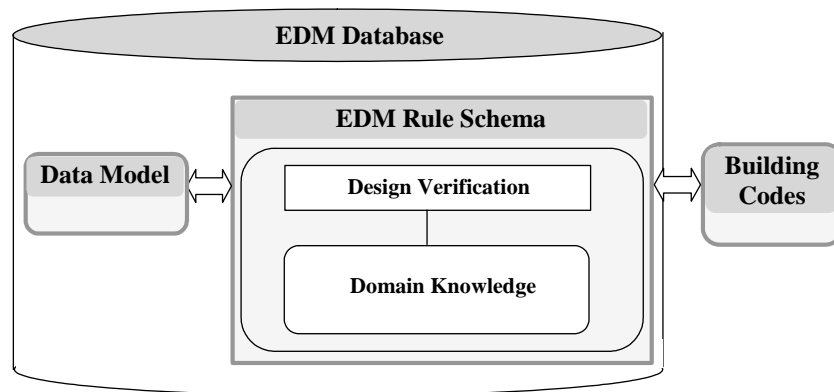 EDM Database
EDM Rule Schema
Data Model
Design Verification
Building
Codes
Domain Knowledge